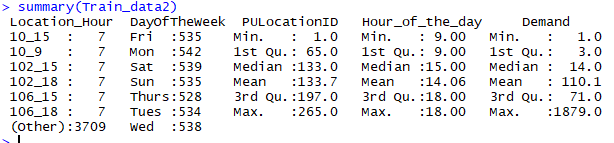 > summary(Train_data2)
Location_Hour DayOfTheWeek PULocationID Hour_of_the_day Demand
10_15 : 7 Fri :535 Min. : 1.0 Min. : 9.00 Min. : 1.0
10_9 : 7 Mon :542 1st Qu.: 65.0 1st Qu.: 9.00 1st Qu.: 3.0
102_15 : 7 Sat :539 Median :133.0 Median :15.00 Median : 14.0
102_18 : 7 Sun :535 Mean :133.7 Mean :14.06 Mean : 110.1
106_15 : 7 Thurs:528 3rd Qu.:197.0 3rd Qu.:18.00 3rd Qu.: 71.0
106_18 : 7 Tues :534 Max. :265.0 Max. :18.00 Max. :1879.0
(Other):3709 Wed :538
>